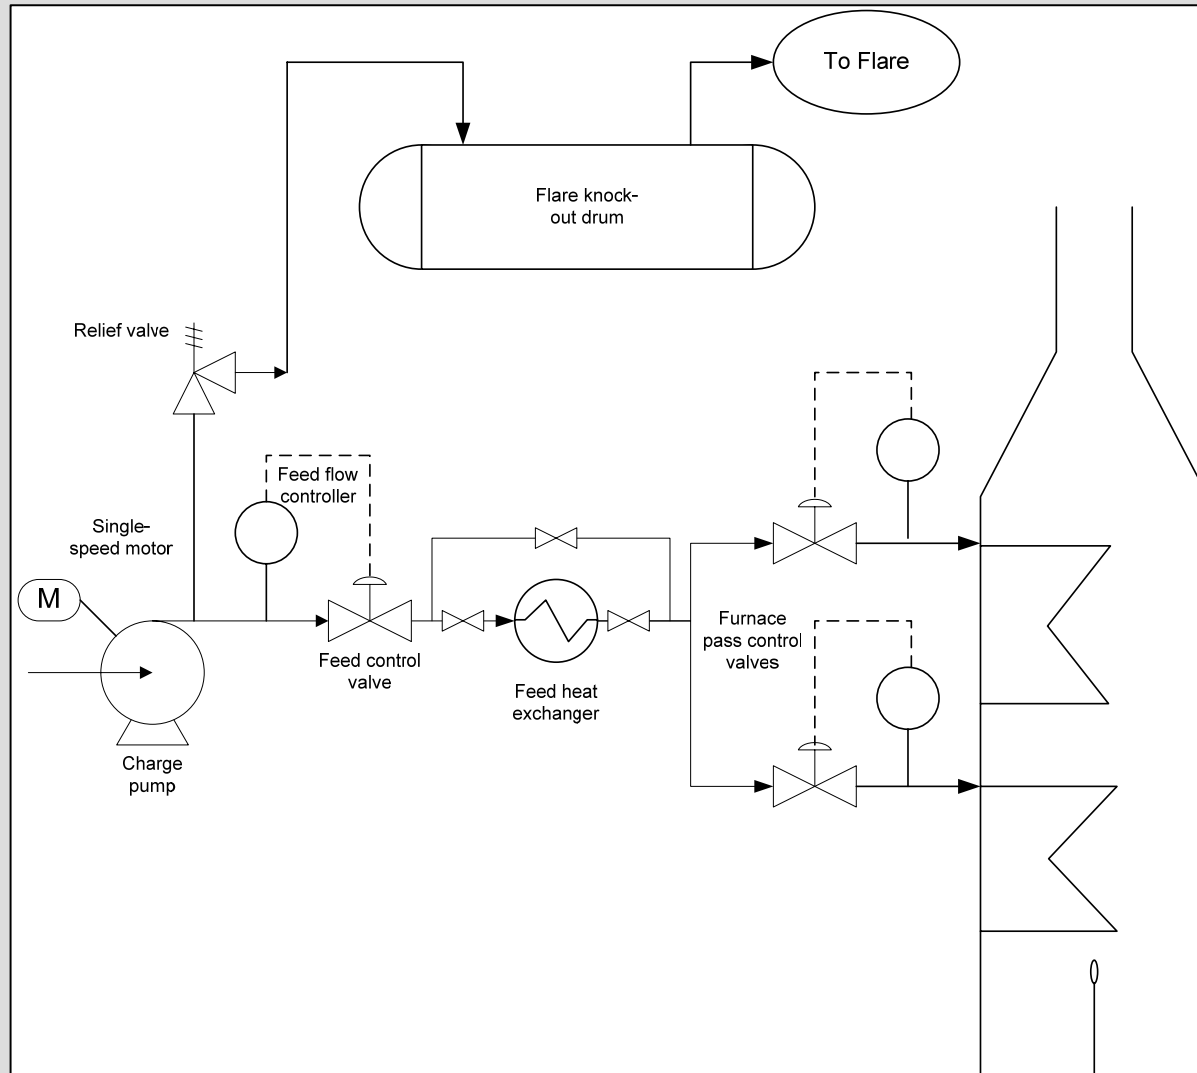 To Flare
Flare knock-
out drum
Relief valve
Feed flow
controller
Single-
speed motor
M
Feed control
valve
Feed heat
exchanger
Furnace
pass control
valves
Charge
pump